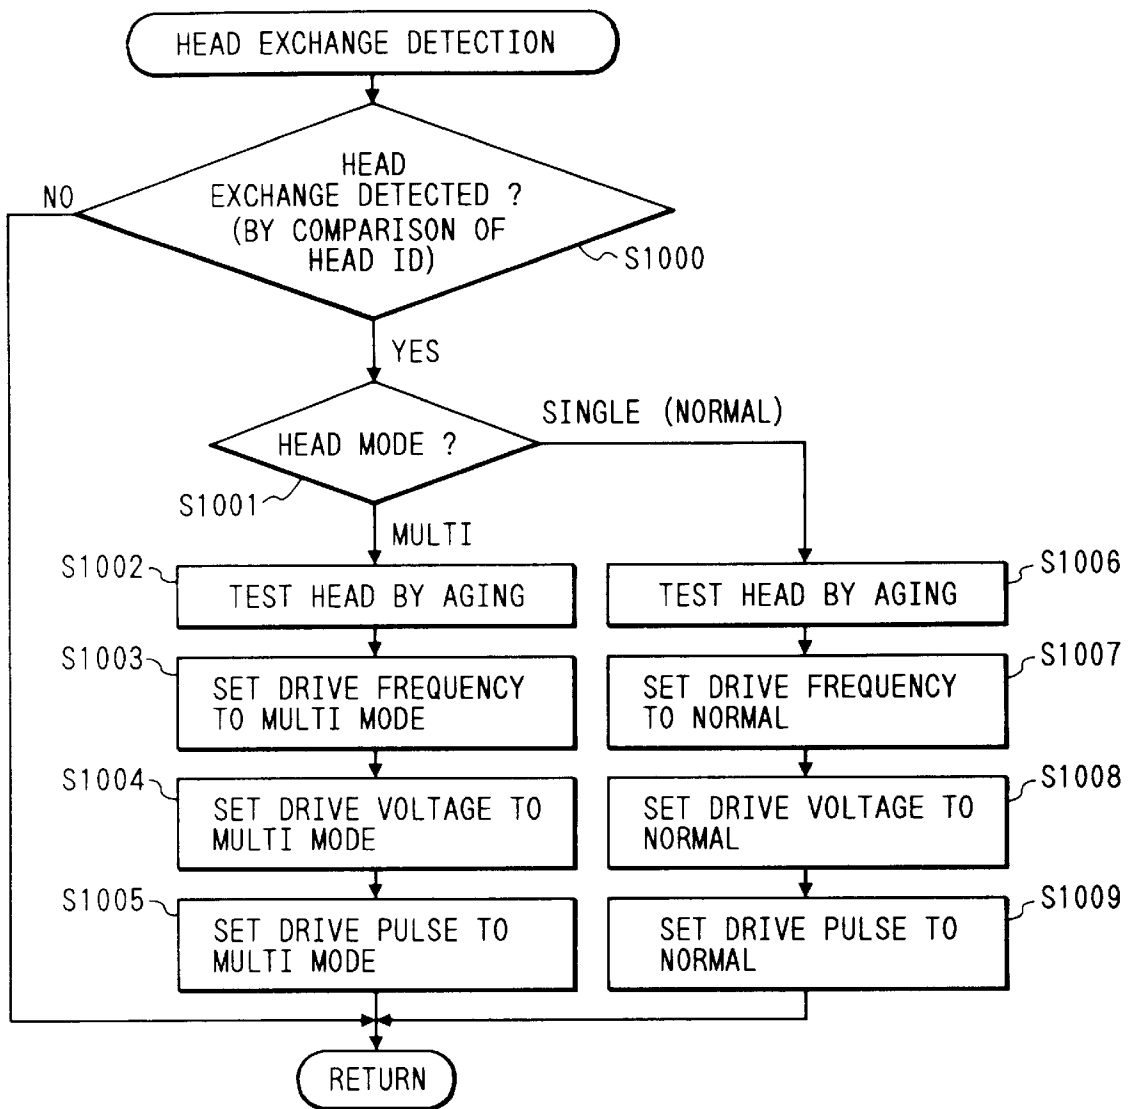 HEAD EXCHANGE DETECTION
HEAD
EXCHANGE DETECTED ?
(BY COMPARISON OF
HEAD ID)
NO
S1000
YES
HEAD MODE ?
SINGLE (NORMAL)
S1001
MULTI
S1002
TEST HEAD BY AGING
TEST HEAD BY AGING
S1006
S1003
SET DRIVE FREQUENCY
TO MULTI MODE
SET DRIVE FREQUENCY
TO NORMAL
S1007
S1004
SET DRIVE VOLTAGE TO
MULTI MODE
SET DRIVE VOLTAGE TO
NORMAL
S1008
S1005
SET DRIVE PULSE TO
MULTI MODE
SET DRIVE PULSE TO
NORMAL
S1009
RETURN